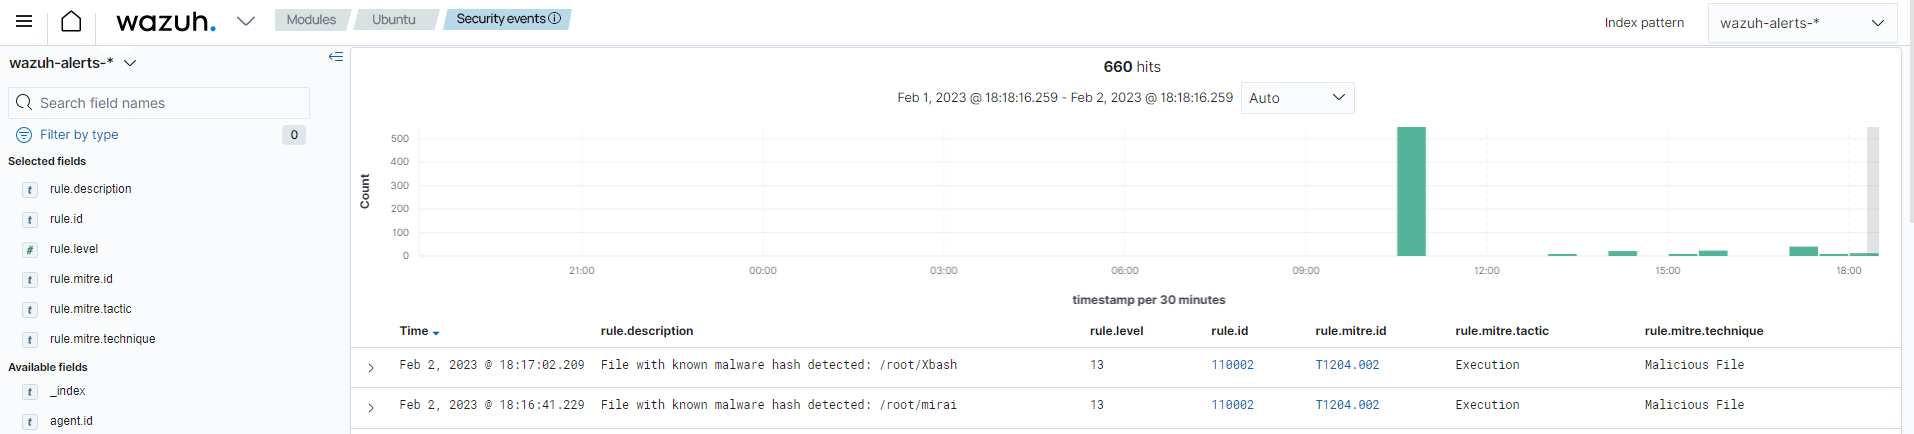 wazuh.
Modules
Ubuntu
Security events
Index pattern
wazuh-alerts-*
wazuh-alerts-*
Search field names
Filter by type
0
Selected fields
t rule.description
t rule.id
# rule.level
t rule.mitre.id
t rule.mitre.tactic
t rule.mitre.technique
Available fields
t _index
t agent.id
660 hits
Feb 1, 2023 @ 18:18:16.259 - Feb 2, 2023 @ 18:18:16.259
Auto
Count
500
400
300
200
100
0
21:00 00:00 03:00 06:00 09:00 12:00 15:00 18:00
timestamp per 30 minutes
Time rule.description rule.level rule.id rule.mitre.id rule.mitre.tactic rule.mitre.technique
Feb 2, 2023 @ 18:17:02.209 File with known malware hash detected: /root/Xbash 13 110002 T1204.002 Execution Malicious File
Feb 2, 2023 @ 18:16:41.229 File with known malware hash detected: /root/mirai 13 110002 T1204.002 Execution Malicious File